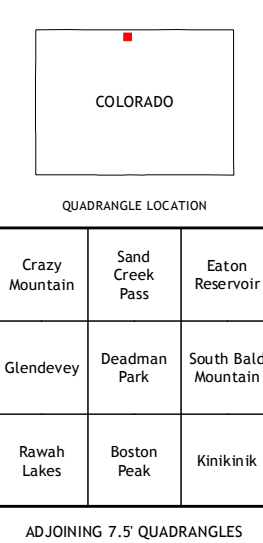 COLORADO
QUADRANGLE LOCATION
Crazy
Mountain
Sand
Creek
Pass
Eaton
Reservoir
Glendevey
Deadman
Park
South Bald
Mountain
Rawah
Lakes
Boston
Peak
Kinikinik
ADJOINING 7.5' QUADRANGLES